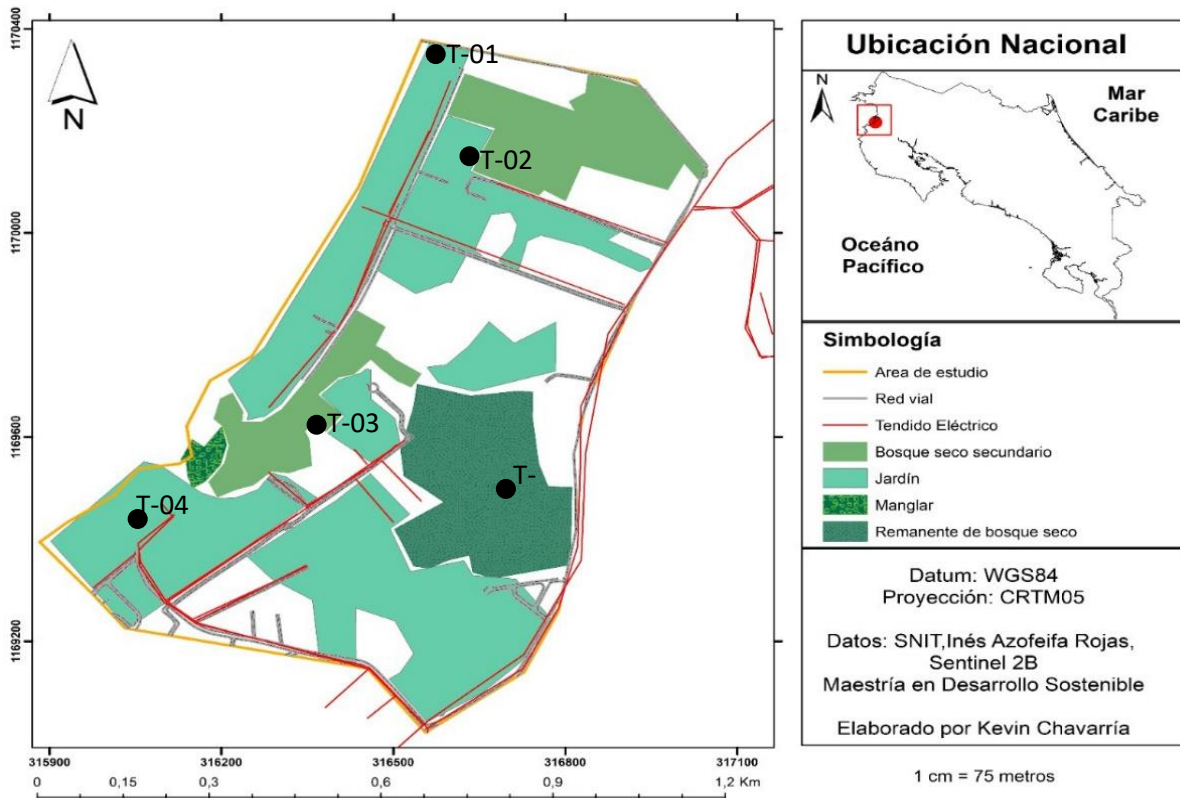 1170400
1170000
1169600
1169200
N
T-01
T-02
T-03
T-
T-04
315900
316200
316500
316800
317100
0
0,15
0,3
0,6
0,9
1,2 Km
Ubicación Nacional
N
Mar
Caribe
Oceáno
Pacífico
Simbología
Area de estudio
Red vial
Tendido Eléctrico
Bosque seco secundario
Jardín
Manglar
Remanente de bosque seco
Datum: WGS84
Proyección: CRTM05
Datos: SNIT,Inés Azofeifa Rojas,
Sentinel 2B
Maestría en Desarrollo Sostenible
Elaborado por Kevin Chavarría
1 cm = 75 metros